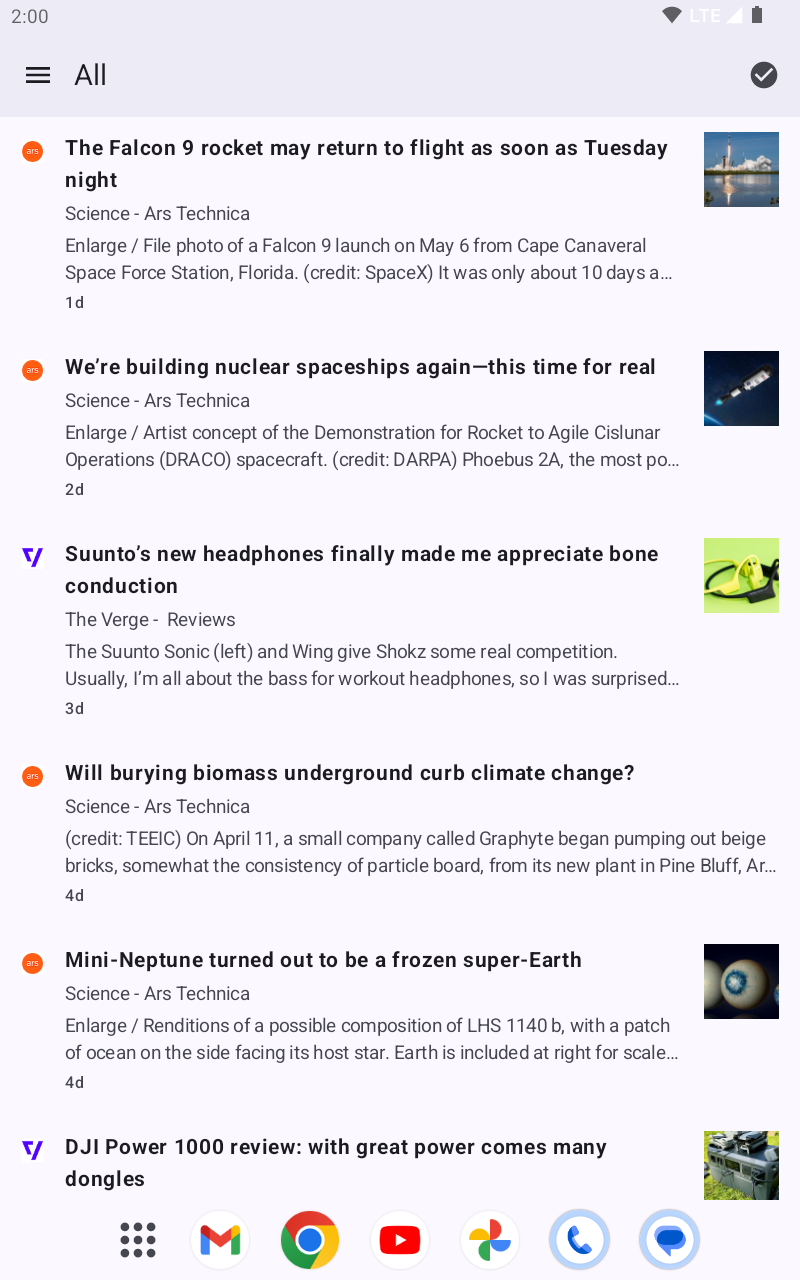 2:00
LTE
All
ars
The Falcon 9 rocket may return to flight as soon as Tuesday
night
Science - Ars Technica
Enlarge / File photo of a Falcon 9 launch on May 6 from Cape Canaveral
Space Force Station, Florida. (credit: SpaceX) It was only about 10 days a...
1d
ars
We’re building nuclear spaceships again—this time for real
Science - Ars Technica
Enlarge / Artist concept of the Demonstration for Rocket to Agile Cislunar
Operations (DRACO) spacecraft. (credit: DARPA) Phoebus 2A, the most po...
2d
Suunto’s new headphones finally made me appreciate bone
conduction
The Verge -  Reviews
The Suunto Sonic (left) and Wing give Shokz some real competition.
Usually, I’m all about the bass for workout headphones, so I was surprised...
3d
ars
Will burying biomass underground curb climate change?
Science - Ars Technica
(credit: TEEIC) On April 11, a small company called Graphyte began pumping out beige
bricks, somewhat the consistency of particle board, from its new plant in Pine Bluff, Ar...
4d
ars
Mini-Neptune turned out to be a frozen super-Earth
Science - Ars Technica
Enlarge / Renditions of a possible composition of LHS 1140 b, with a patch
of ocean on the side facing its host star. Earth is included at right for scale...
4d
DJI Power 1000 review: with great power comes many
dongles